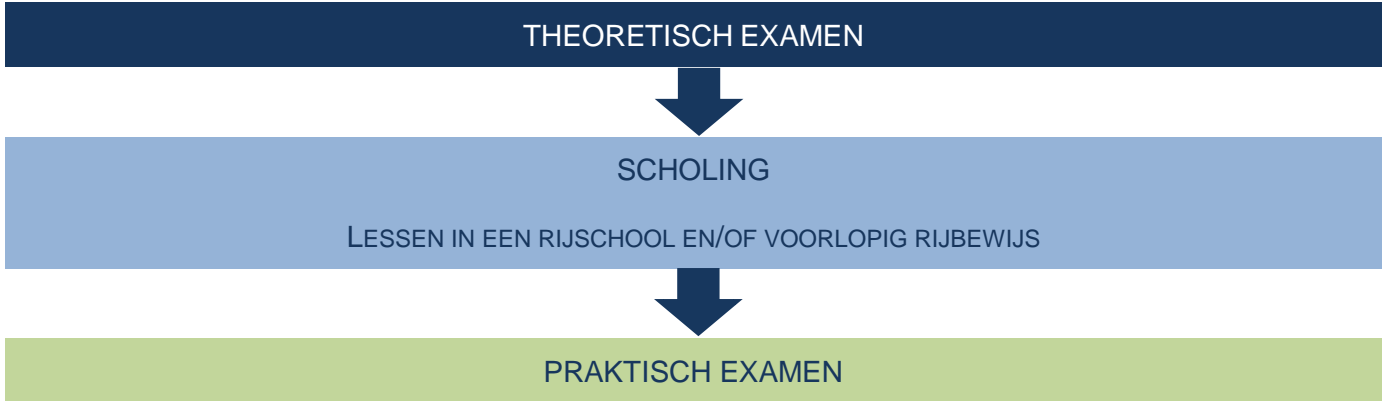 THEORETISCH EXAMEN
SCHOLING
LESSEN IN EEN RIJSCHOOL EN/OF VOORLOPIG RIJBEWIJS
PRAKTISCH EXAMEN